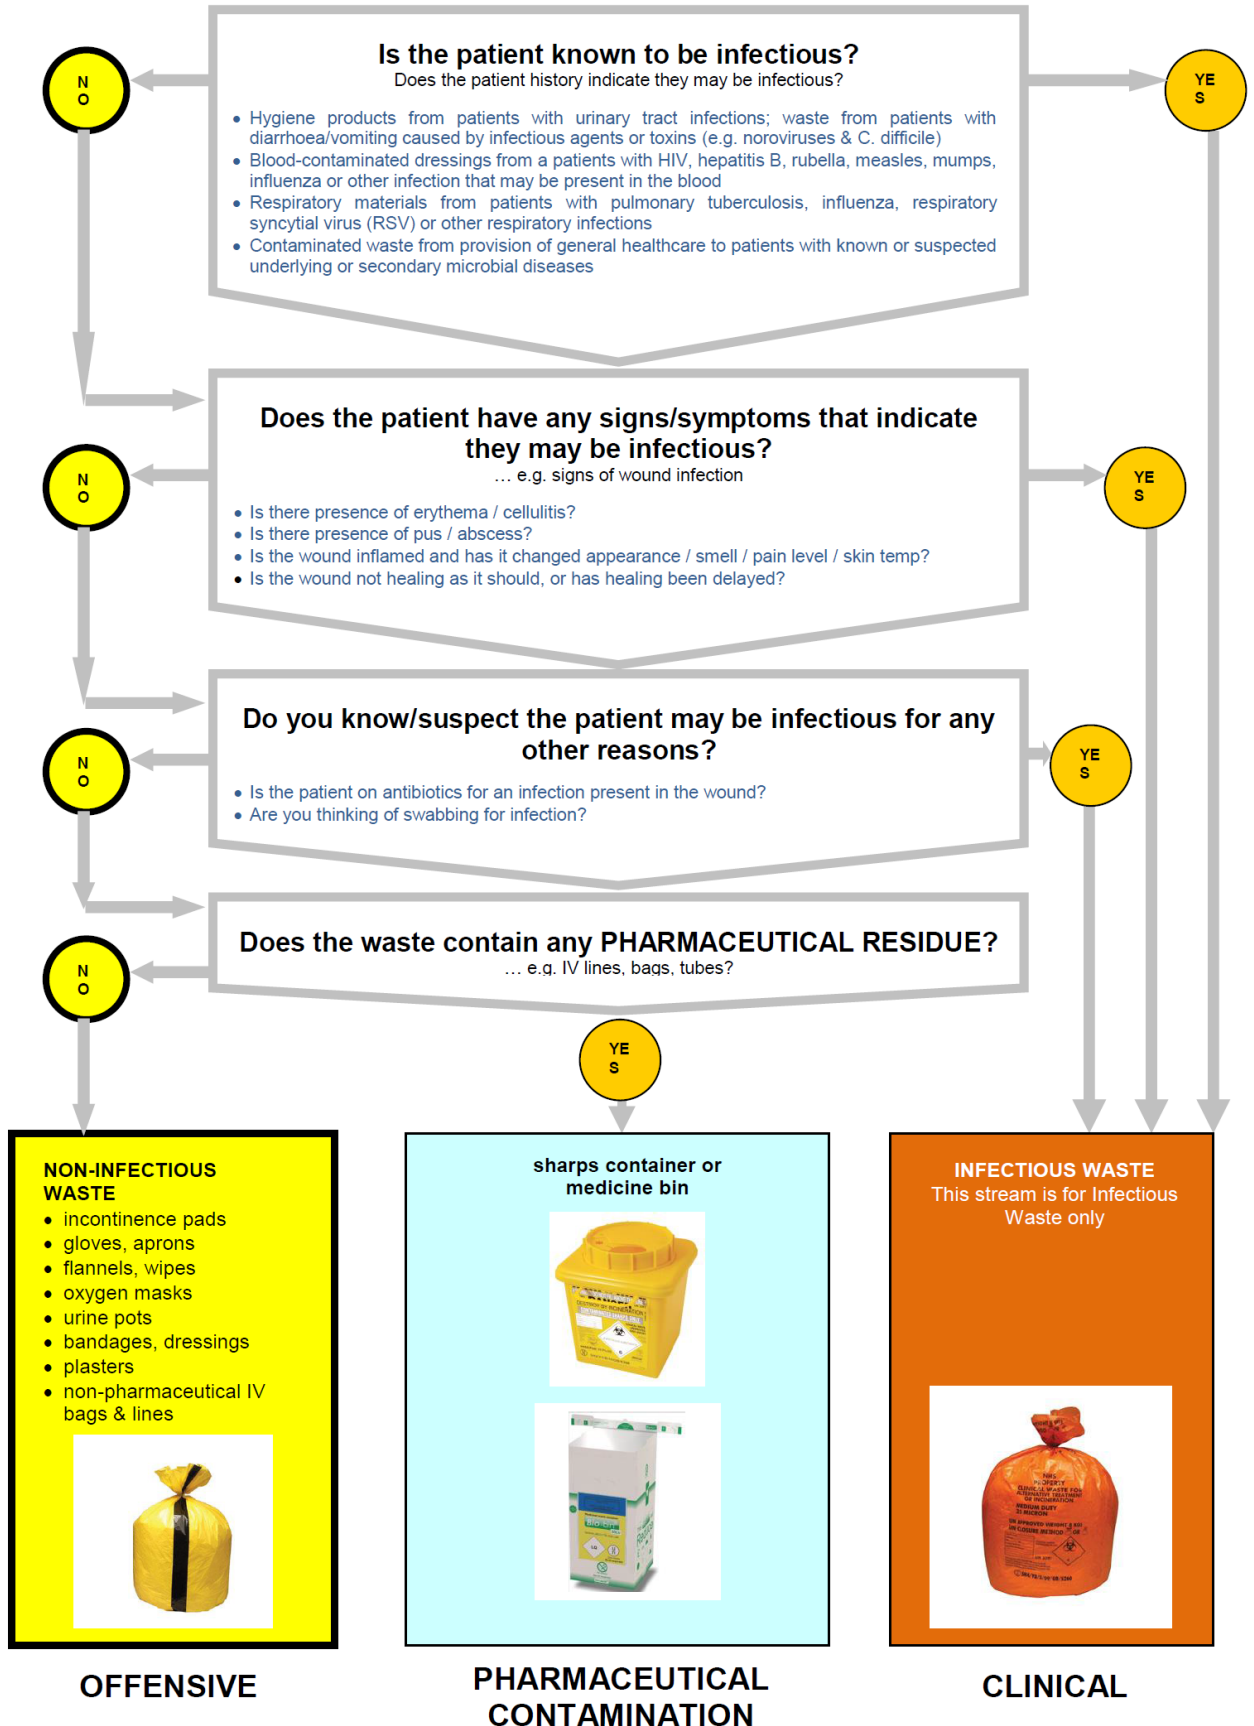 Is the patient known to be infectious?
Does the patient history indicate they may be infectious?
NO
YES
• Hygiene products from patients with urinary tract infections; waste from patients with
diarrhoea/vomiting caused by infectious agents or toxins (e.g. noroviruses & C. difficile)
• Blood-contaminated dressings from a patients with HIV, hepatitis B, rubella, measles, mumps,
influenza or other infection that may be present in the blood
• Respiratory materials from patients with pulmonary tuberculosis, influenza, respiratory
syncytial virus (RSV) or other respiratory infections
• Contaminated waste from provision of general healthcare to patients with known or suspected
underlying or secondary microbial diseases
Does the patient have any signs/symptoms that indicate
they may be infectious?
… e.g. signs of wound infection
NO
YES
• Is there presence of erythema / cellulitis?
• Is there presence of pus / abscess?
• Is the wound inflamed and has it changed appearance / smell / pain level / skin temp?
• Is the wound not healing as it should, or has healing been delayed?
Do you know/suspect the patient may be infectious for any
other reasons?
NO
YES
• Is the patient on antibiotics for an infection present in the wound?
• Are you thinking of swabbing for infection?
Does the waste contain any PHARMACEUTICAL RESIDUE?
… e.g. IV lines, bags, tubes?
NO
YES
NON-INFECTIOUS
WASTE
• incontinence pads
• gloves, aprons
• flannels, wipes
• oxygen masks
• urine pots
• bandages, dressings
• plasters
• non-pharmaceutical IV
bags & lines
sharps container or
medicine bin
INFECTIOUS WASTE
This stream is for Infectious
Waste only
NHS
PROPERTY
CLINICAL WASTE FOR
ALTERNATIVE TREATMENT
OR INCINERATION
MEDIUM DUTY
OFFENSIVE
PHARMACEUTICAL
CONTAMINATION
CLINICAL